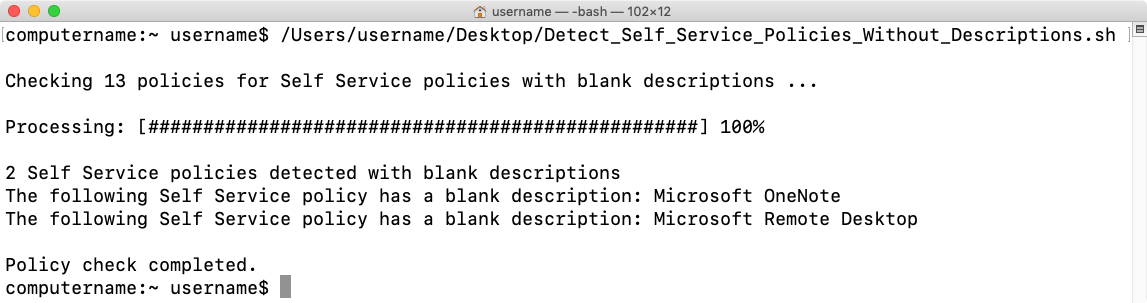 username — -bash — 102×12
computername:~ username$ /Users/username/Desktop/Detect_Self_Service_Policies_Without_Descriptions.sh
Checking 13 policies for Self Service policies with blank descriptions ...
Processing: [##################################################] 100%
2 Self Service policies detected with blank descriptions
The following Self Service policy has a blank description: Microsoft OneNote
The following Self Service policy has a blank description: Microsoft Remote Desktop
Policy check completed.
computername:~ username$